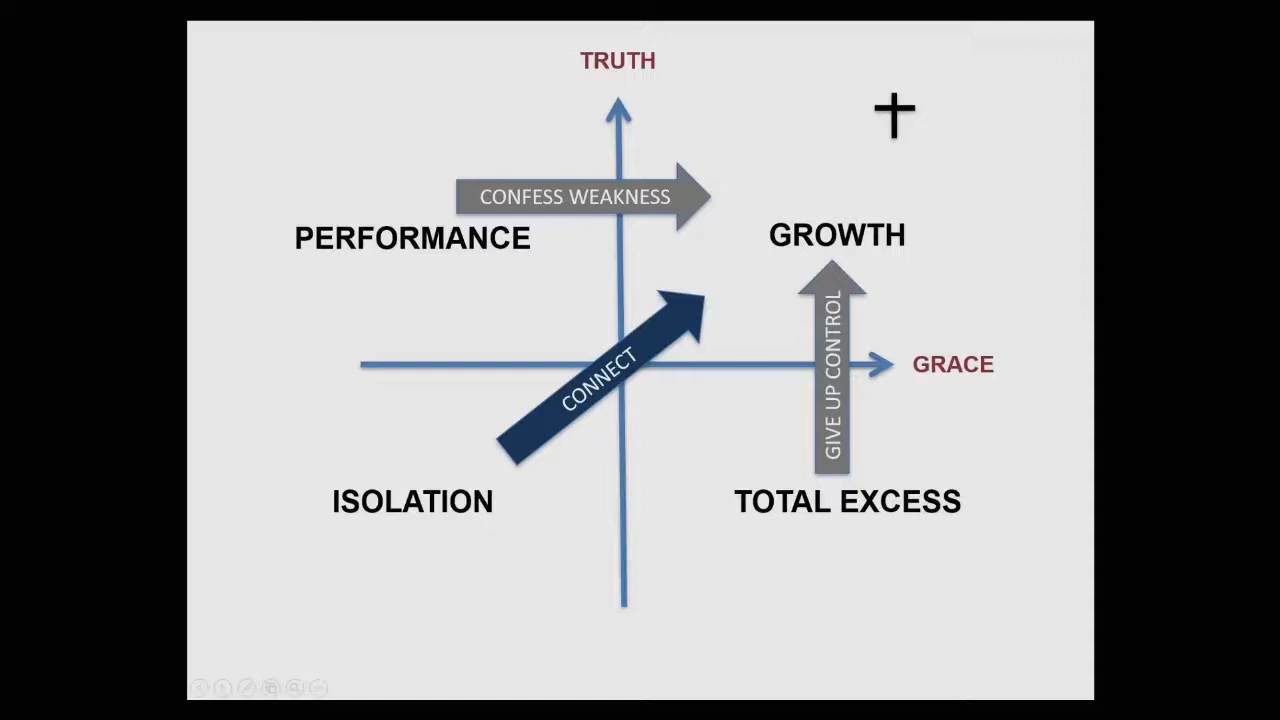 TRUTH
CONFESS WEAKNESS
PERFORMANCE
GROWTH
CONNECT
GIVE UP CONTROL
GRACE
ISOLATION
TOTAL EXCESS